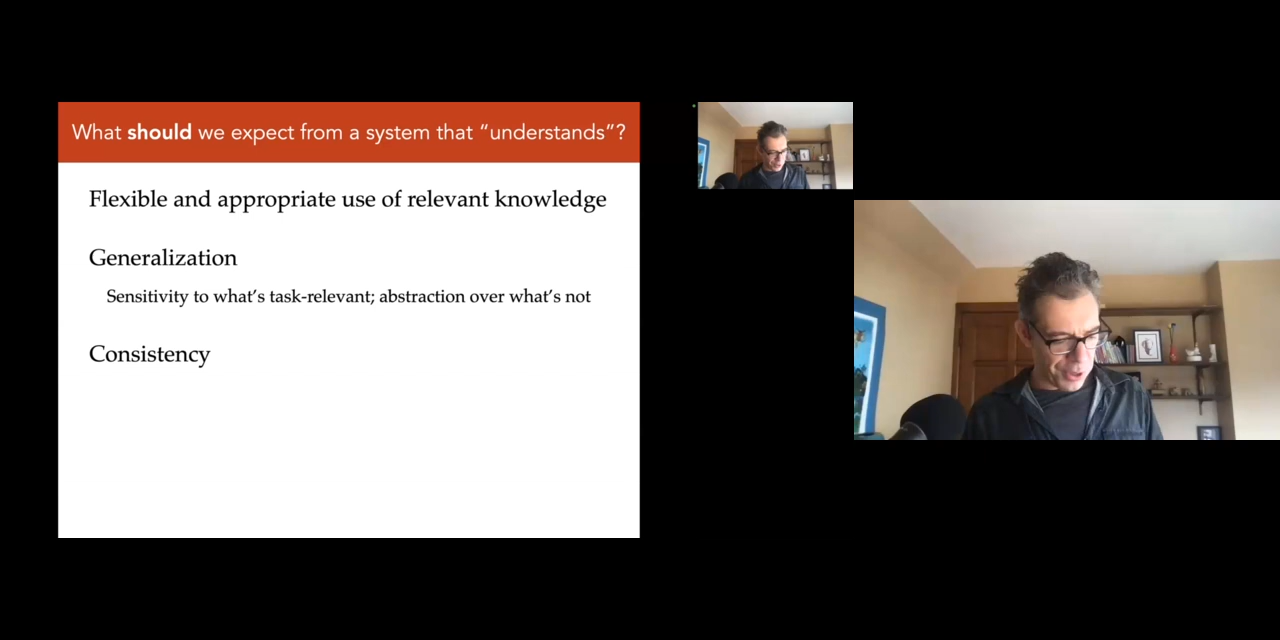 What should we expect from a system that “understands”?
Flexible and appropriate use of relevant knowledge
Generalization
Sensitivity to what’s task-relevant; abstraction over what’s not
Consistency